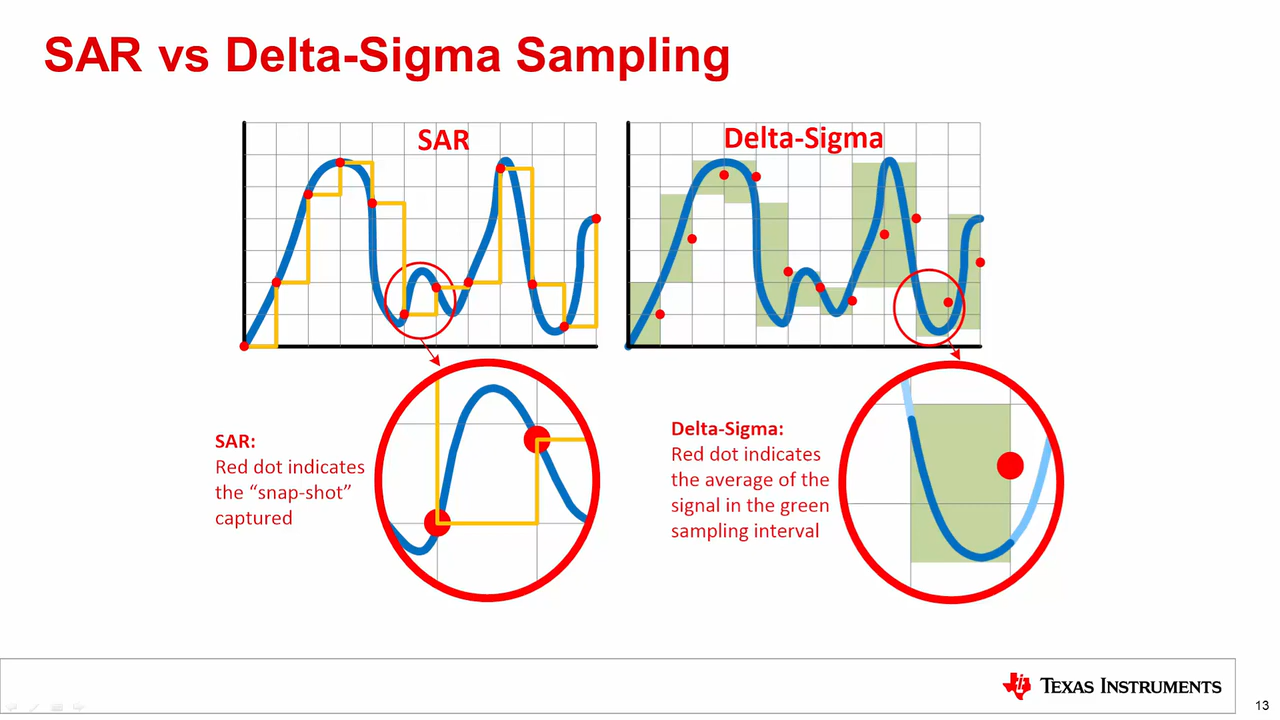 SAR vs Delta-Sigma Sampling
SAR
Delta-Sigma
SAR:
Red dot indicates
the “snap-shot”
captured
Delta-Sigma:
Red dot indicates
the average of the
signal in the green
sampling interval
TEXAS INSTRUMENTS
13